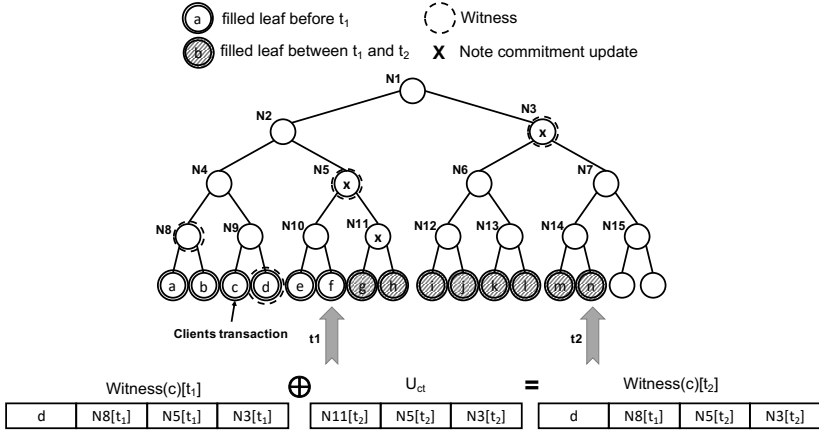 a filled leaf before t₁ Witness
b filled leaf between t₁ and t₂ X Note commitment update
N1
N2 N3
x
N4 N5 N6 N7
x
N8 N9 N10 N11 N12 N13 N14 N15
x
a b c d e f g h i j k l m n
Clients transaction t1 t2
Witness(c)[t₁] ⊕ U_ct = Witness(c)[t₂]
d N8[t₁] N5[t₁] N3[t₁] N11[t₂] N5[t₂] N3[t₂] d N8[t₁] N5[t₂] N3[t₂]